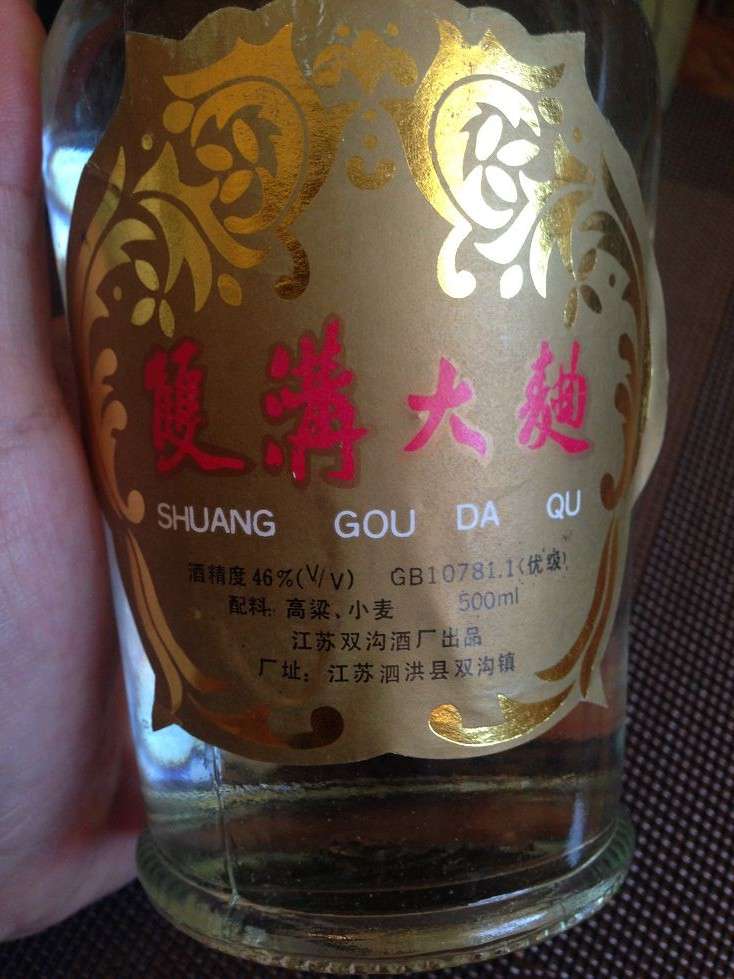 雙溝大麯
SHUANG GOU DA QU
酒精度46%(V/V) GB10781.1(优级)
配料:高粱、小麦 500ml
江苏双沟酒厂出品
厂址:江苏泗洪县双沟镇